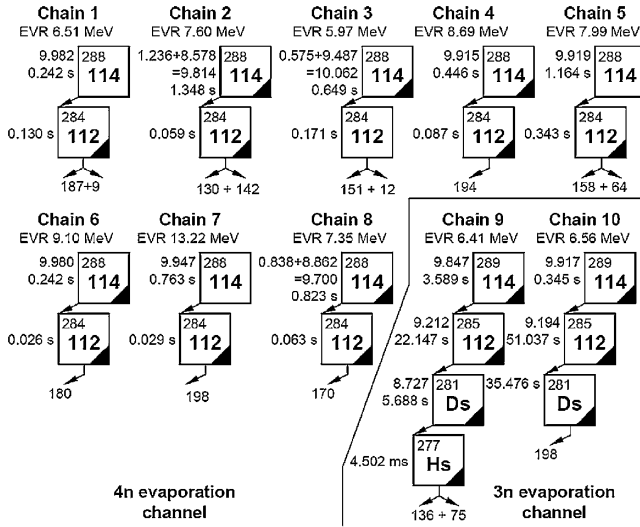 Chain 1
EVR 6.51 MeV
9.982
0.242 s
288
114
0.130 s
284
112
187+9
Chain 2
EVR 7.60 MeV
1.236+8.578
=9.814
1.348 s
288
114
0.059 s
284
112
130 + 142
Chain 3
EVR 5.97 MeV
0.575+9.487
=10.062
0.649 s
288
114
0.171 s
284
112
151 + 12
Chain 4
EVR 8.69 MeV
9.915
0.446 s
288
114
0.087 s
284
112
194
Chain 5
EVR 7.99 MeV
9.919
1.164 s
288
114
0.343 s
284
112
158 + 64
Chain 6
EVR 9.10 MeV
9.980
0.242 s
288
114
0.026 s
284
112
180
Chain 7
EVR 13.22 MeV
9.947
0.763 s
288
114
0.029 s
284
112
198
Chain 8
EVR 7.35 MeV
0.838+8.862
=9.700
0.823 s
288
114
0.063 s
284
112
170
Chain 9
EVR 6.41 MeV
9.847
3.589 s
289
114
9.212
22.147 s
285
112
8.727
5.688 s
281
Ds
4.502 ms
277
Hs
136 + 75
Chain 10
EVR 6.56 MeV
9.917
0.345 s
289
114
9.194
51.037 s
285
112
35.476 s
281
Ds
198
4n evaporation
channel
3n evaporation
channel